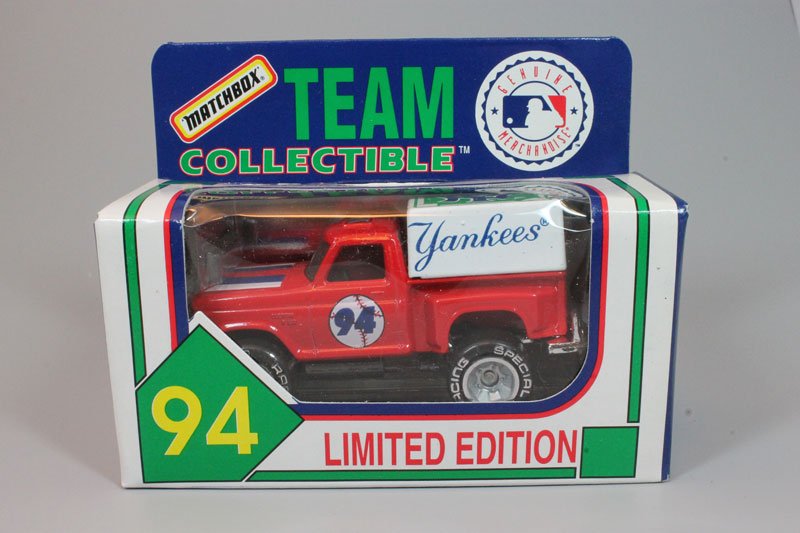 MATCHBOX®
TEAM
COLLECTIBLE™
GENUINE
MERCHANDISE®
Yankees®
94
RACING SPECIAL
94
LIMITED EDITION